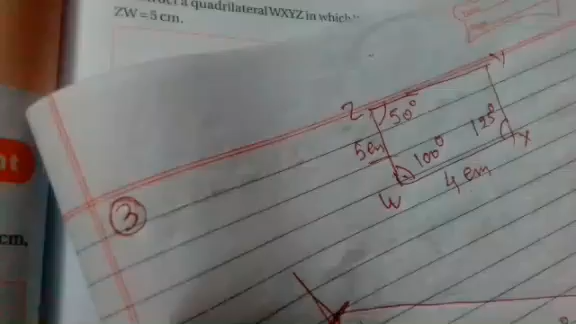 a quadrilateral WXYZ in which
ZW = 5 cm.
Z
50°
Y
5cm
100°
125°
X
W
4 cm
3
cm,